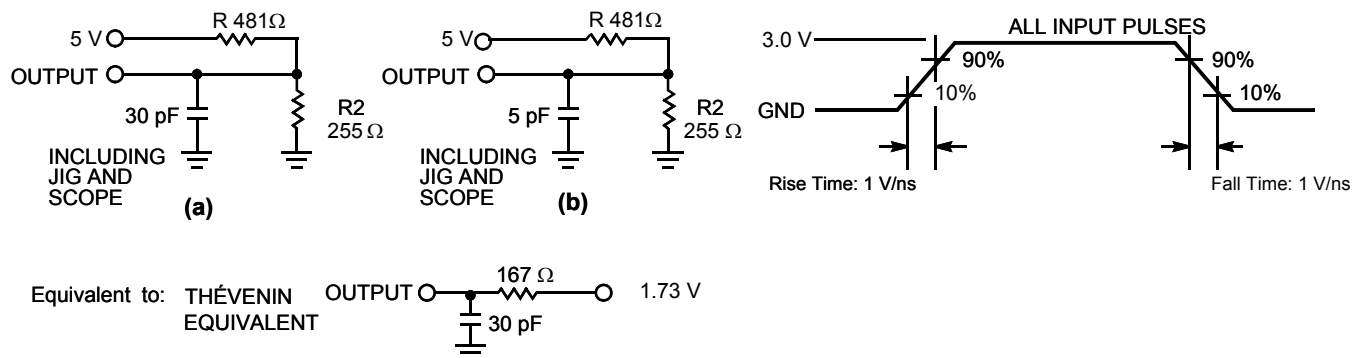 R 481Ω
5 V
OUTPUT
30 pF
R2
255 Ω
INCLUDING
JIG AND
SCOPE
(a)
R 481Ω
5 V
OUTPUT
5 pF
R2
255 Ω
INCLUDING
JIG AND
SCOPE
(b)
ALL INPUT PULSES
3.0 V
90%
90%
10%
10%
GND
Rise Time: 1 V/ns
Fall Time: 1 V/ns
Equivalent to:
THÉVENIN
EQUIVALENT
OUTPUT
167 Ω
1.73 V
30 pF